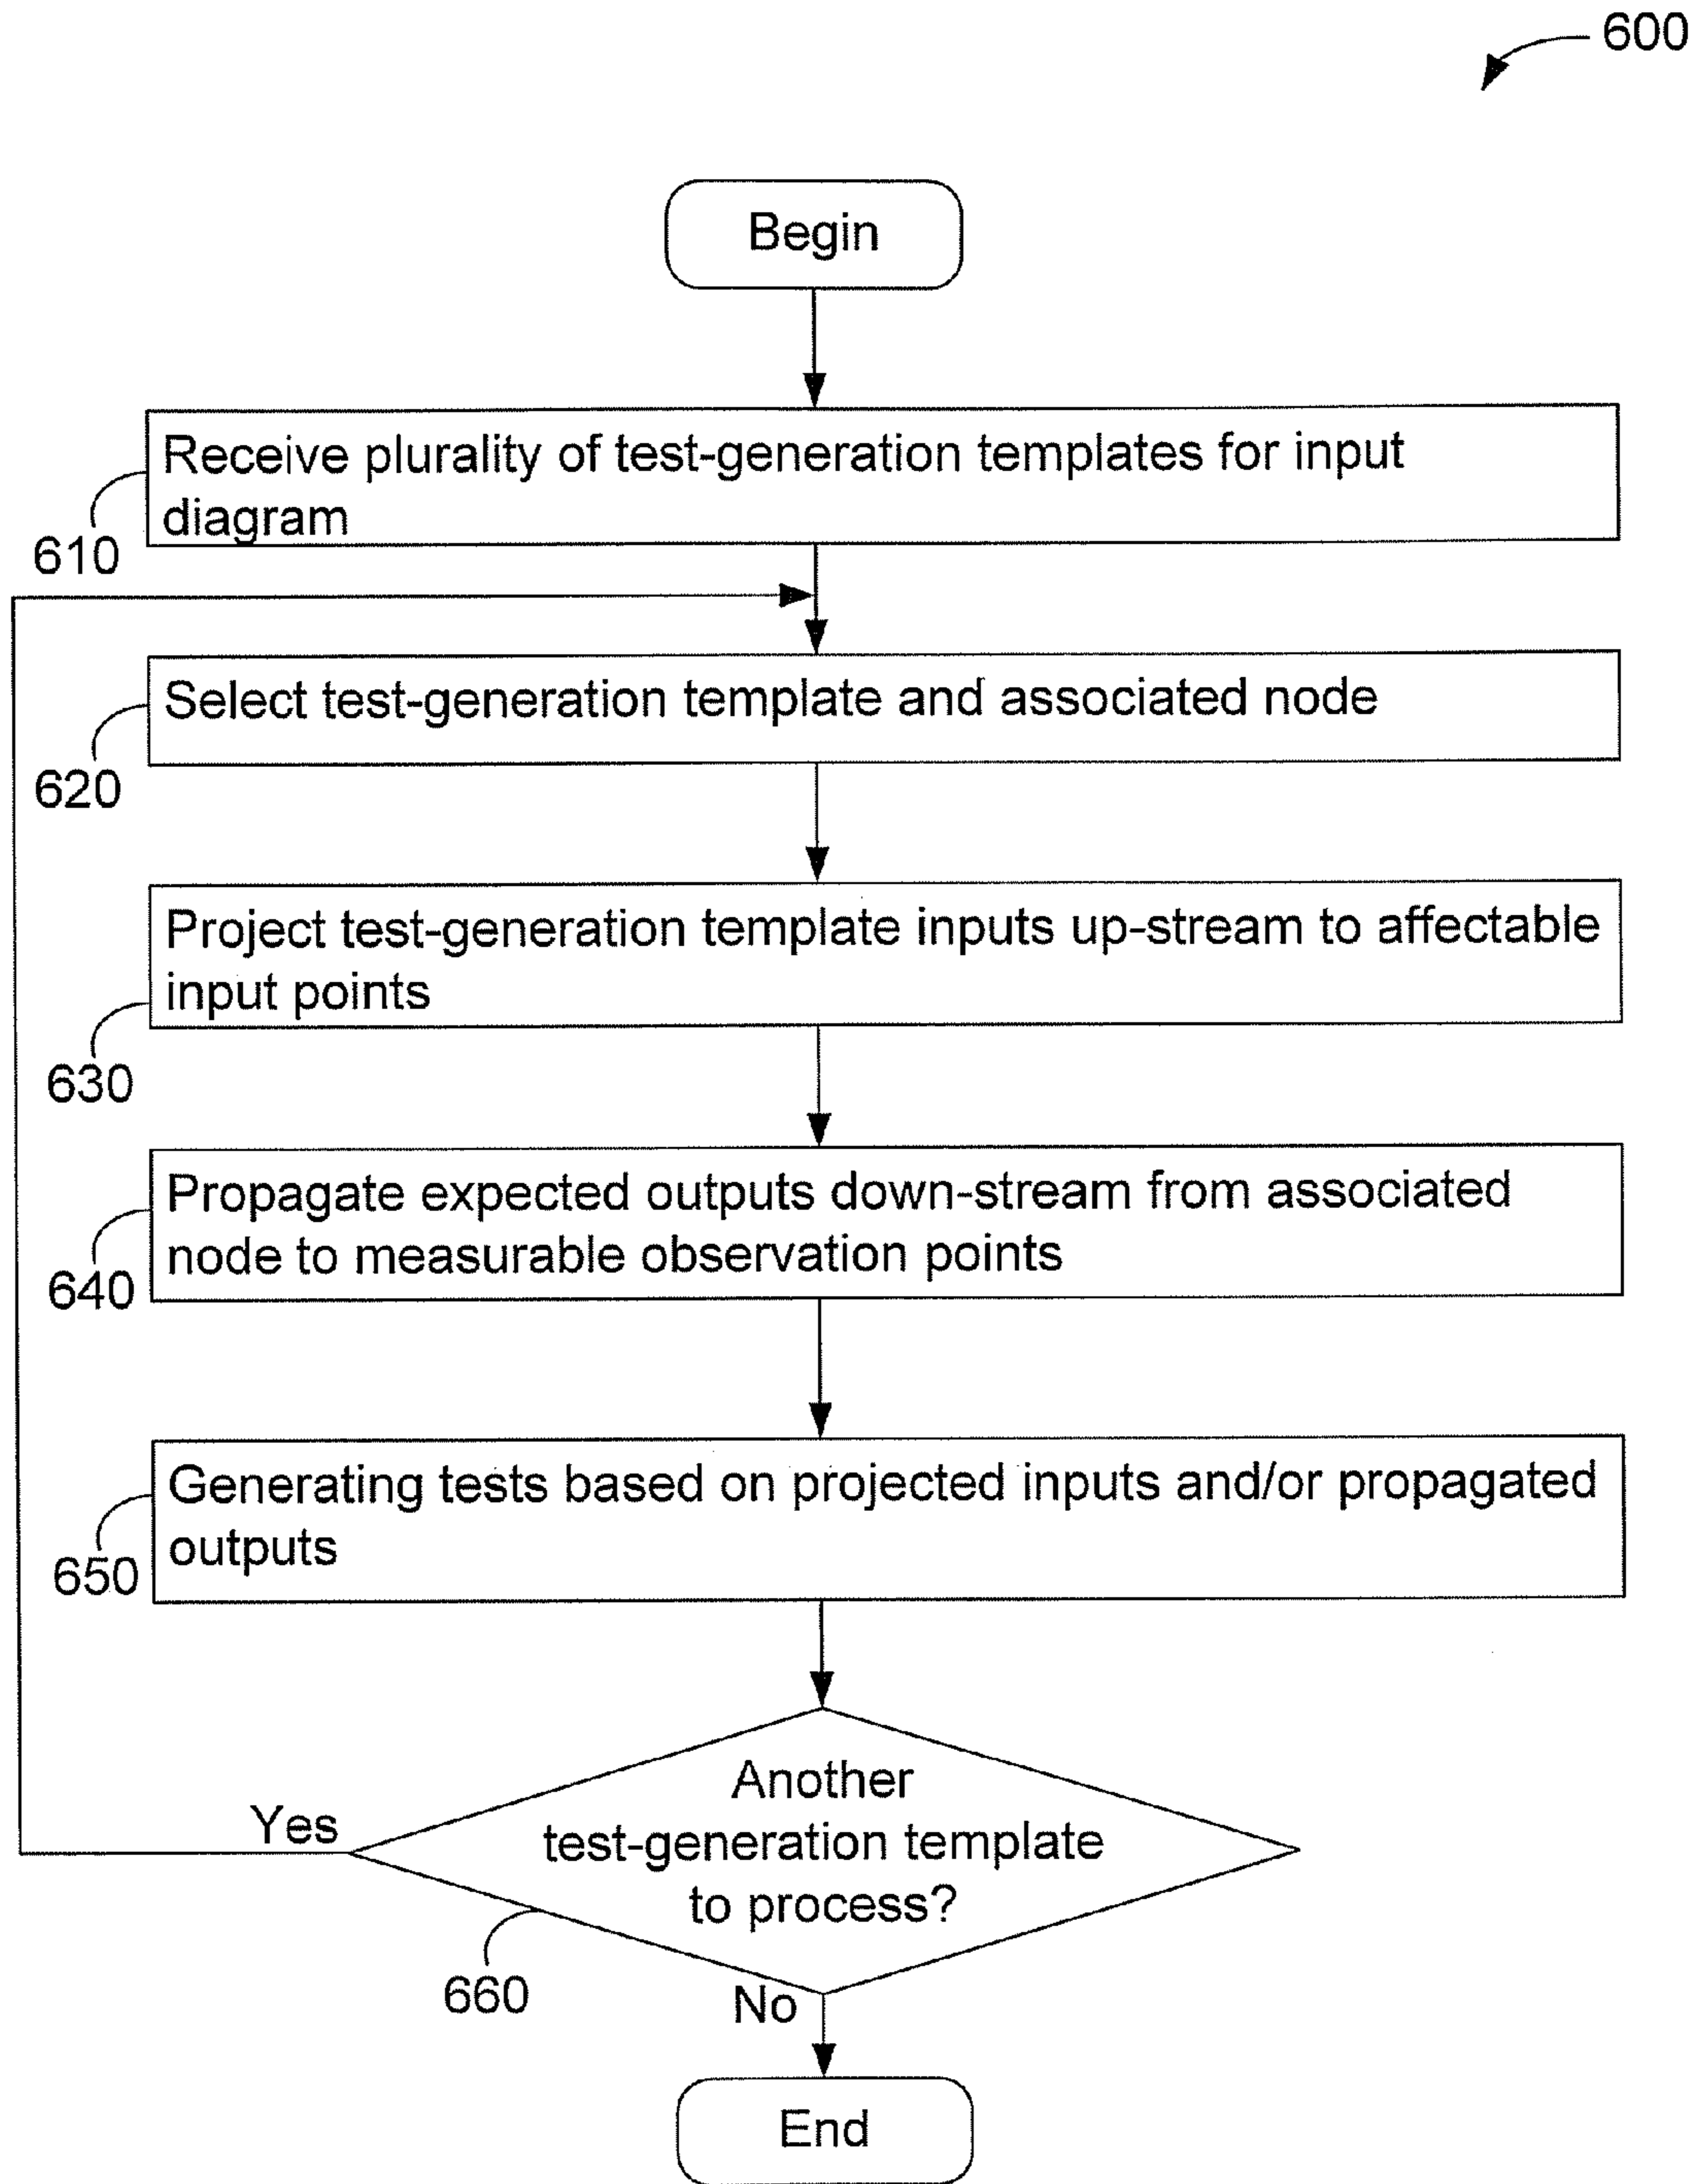 600
Begin
Receive plurality of test-generation templates for input
diagram
610
Select test-generation template and associated node
620
Project test-generation template inputs up-stream to affectable
input points
630
Propagate expected outputs down-stream from associated
node to measurable observation points
640
Generating tests based on projected inputs and/or propagated
outputs
650
Another
test-generation template
to process?
Yes
660
No
End